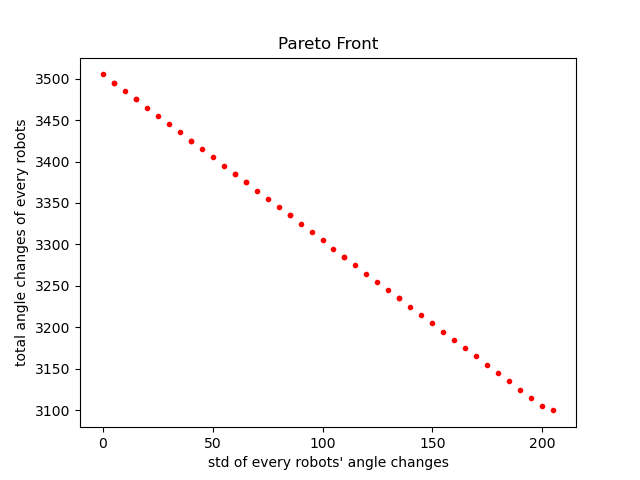 Pareto Front
total angle changes of every robots
3500
3450
3400
3350
3300
3250
3200
3150
3100
0 50 100 150 200
std of every robots' angle changes